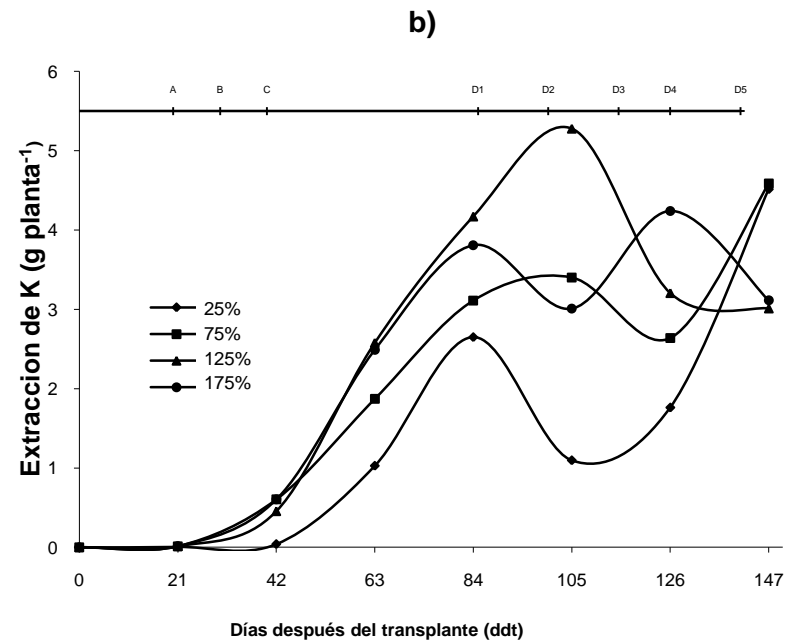 b)
6
A B C D1 D2 D3 D4 D5
5
4
3
2
1
0
Extraccion de K (g planta-1)
25%
75%
125%
175%
0 21 42 63 84 105 126 147
Días después del transplante (ddt)